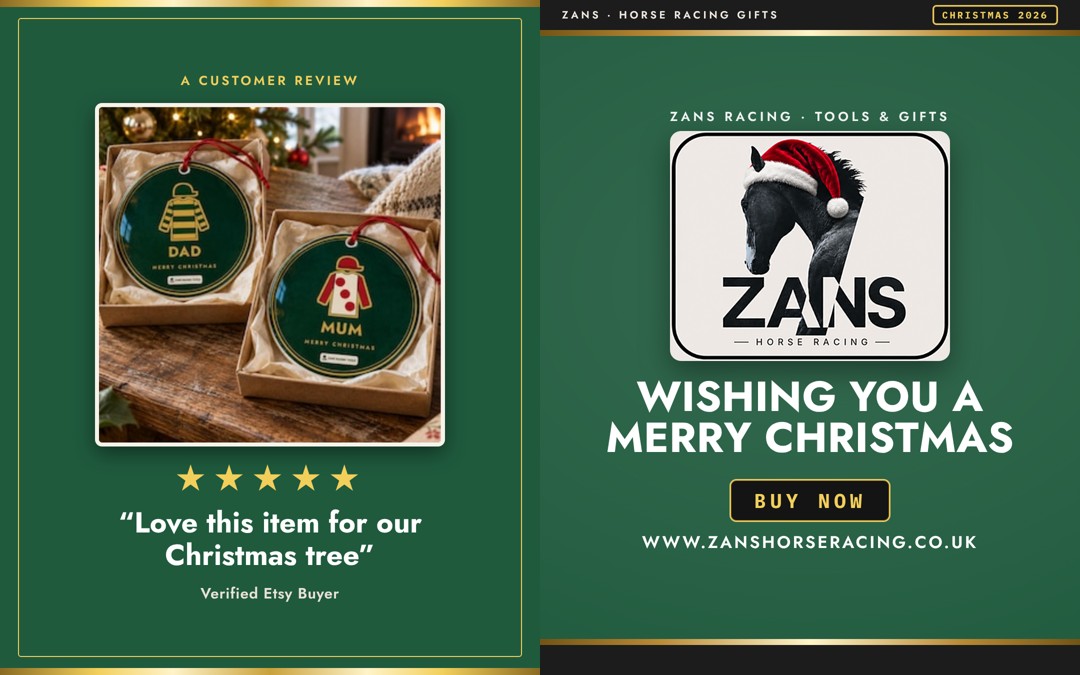 A CUSTOMER REVIEW
DAD
MERRY CHRISTMAS
MUM
MERRY CHRISTMAS
★★★★★
“Love this item for our
Christmas tree”
Verified Etsy Buyer
ZANS · HORSE RACING GIFTS
CHRISTMAS 2026
ZANS RACING · TOOLS & GIFTS
ZANS
HORSE RACING
WISHING YOU A
MERRY CHRISTMAS
BUY NOW
WWW.ZANSHORSERACING.CO.UK